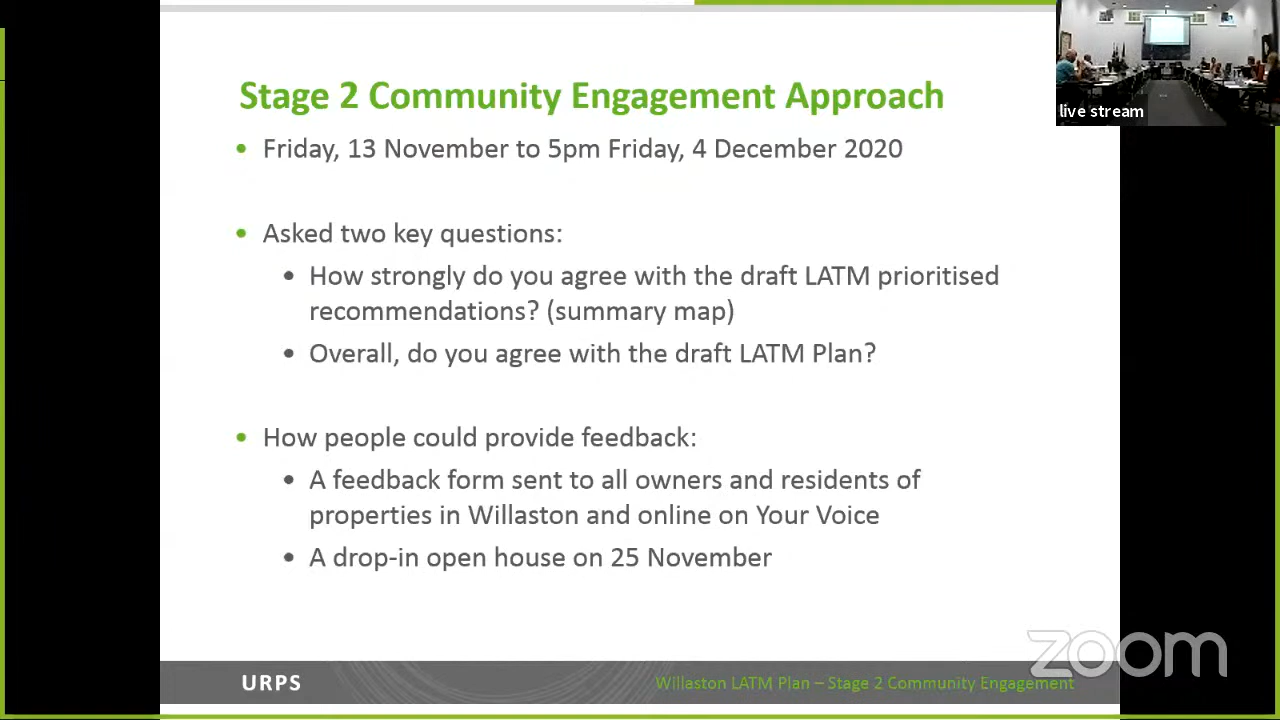 Stage 2 Community Engagement Approach
live stream
• Friday, 13 November to 5pm Friday, 4 December 2020
• Asked two key questions:
• How strongly do you agree with the draft LATM prioritised
recommendations? (summary map)
• Overall, do you agree with the draft LATM Plan?
• How people could provide feedback:
• A feedback form sent to all owners and residents of
properties in Willaston and online on Your Voice
• A drop-in open house on 25 November
zoom
URPS
Willaston LATM Plan – Stage 2 Community Engagement